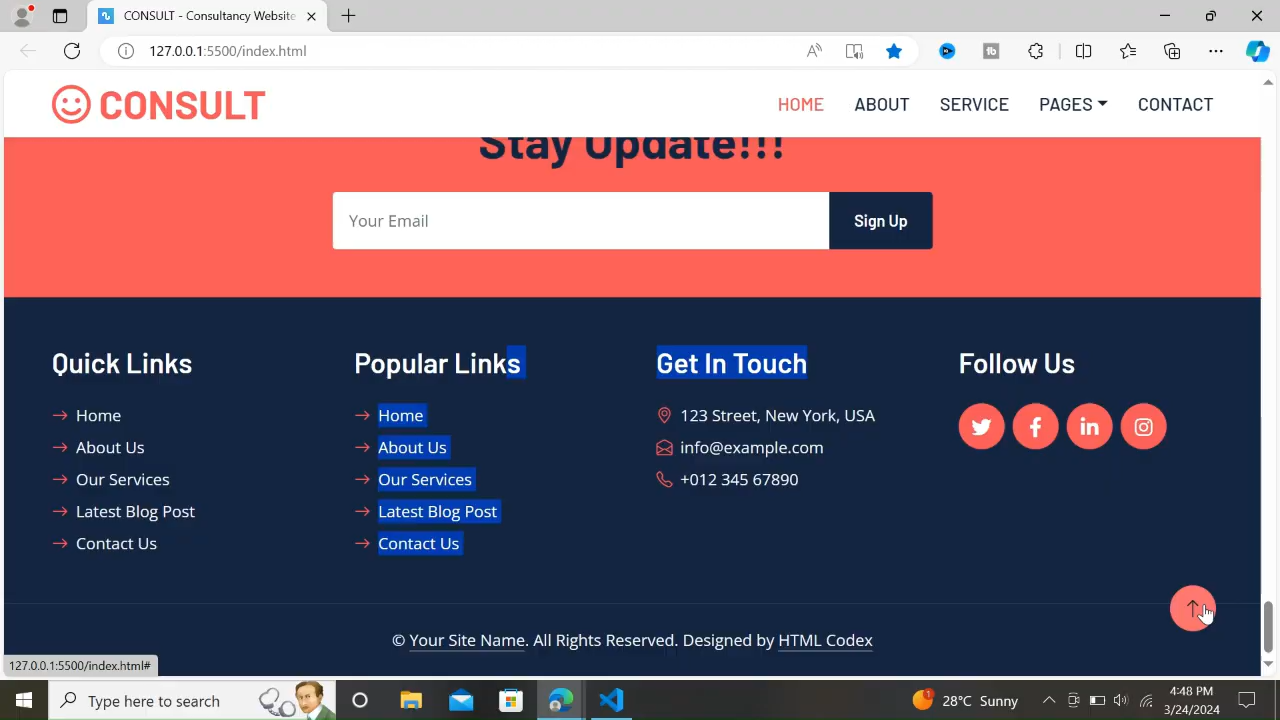 CONSULT - Consultancy Website
127.0.0.1:5500/index.html
CONSULT
HOME
ABOUT
SERVICE
PAGES
CONTACT
Stay Update!!!
Your Email
Sign Up
Quick Links
Home
About Us
Our Services
Latest Blog Post
Contact Us
Popular Links
Home
About Us
Our Services
Latest Blog Post
Contact Us
Get In Touch
123 Street, New York, USA
info@example.com
+012 345 67890
Follow Us
© Your Site Name. All Rights Reserved. Designed by HTML Codex
127.0.0.1:5500/index.html#
Type here to search
1
28°C Sunny
4:48 PM
3/24/2024